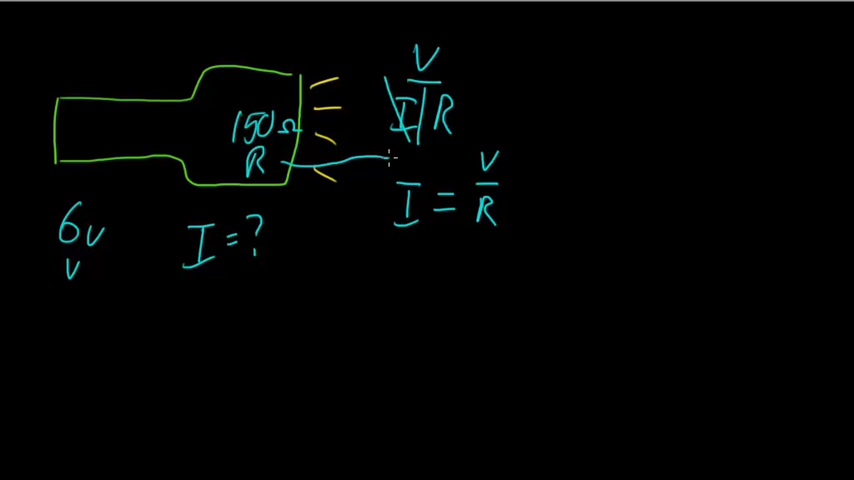 V
I R
150Ω
R
I = V/R
6v
v
I = ?